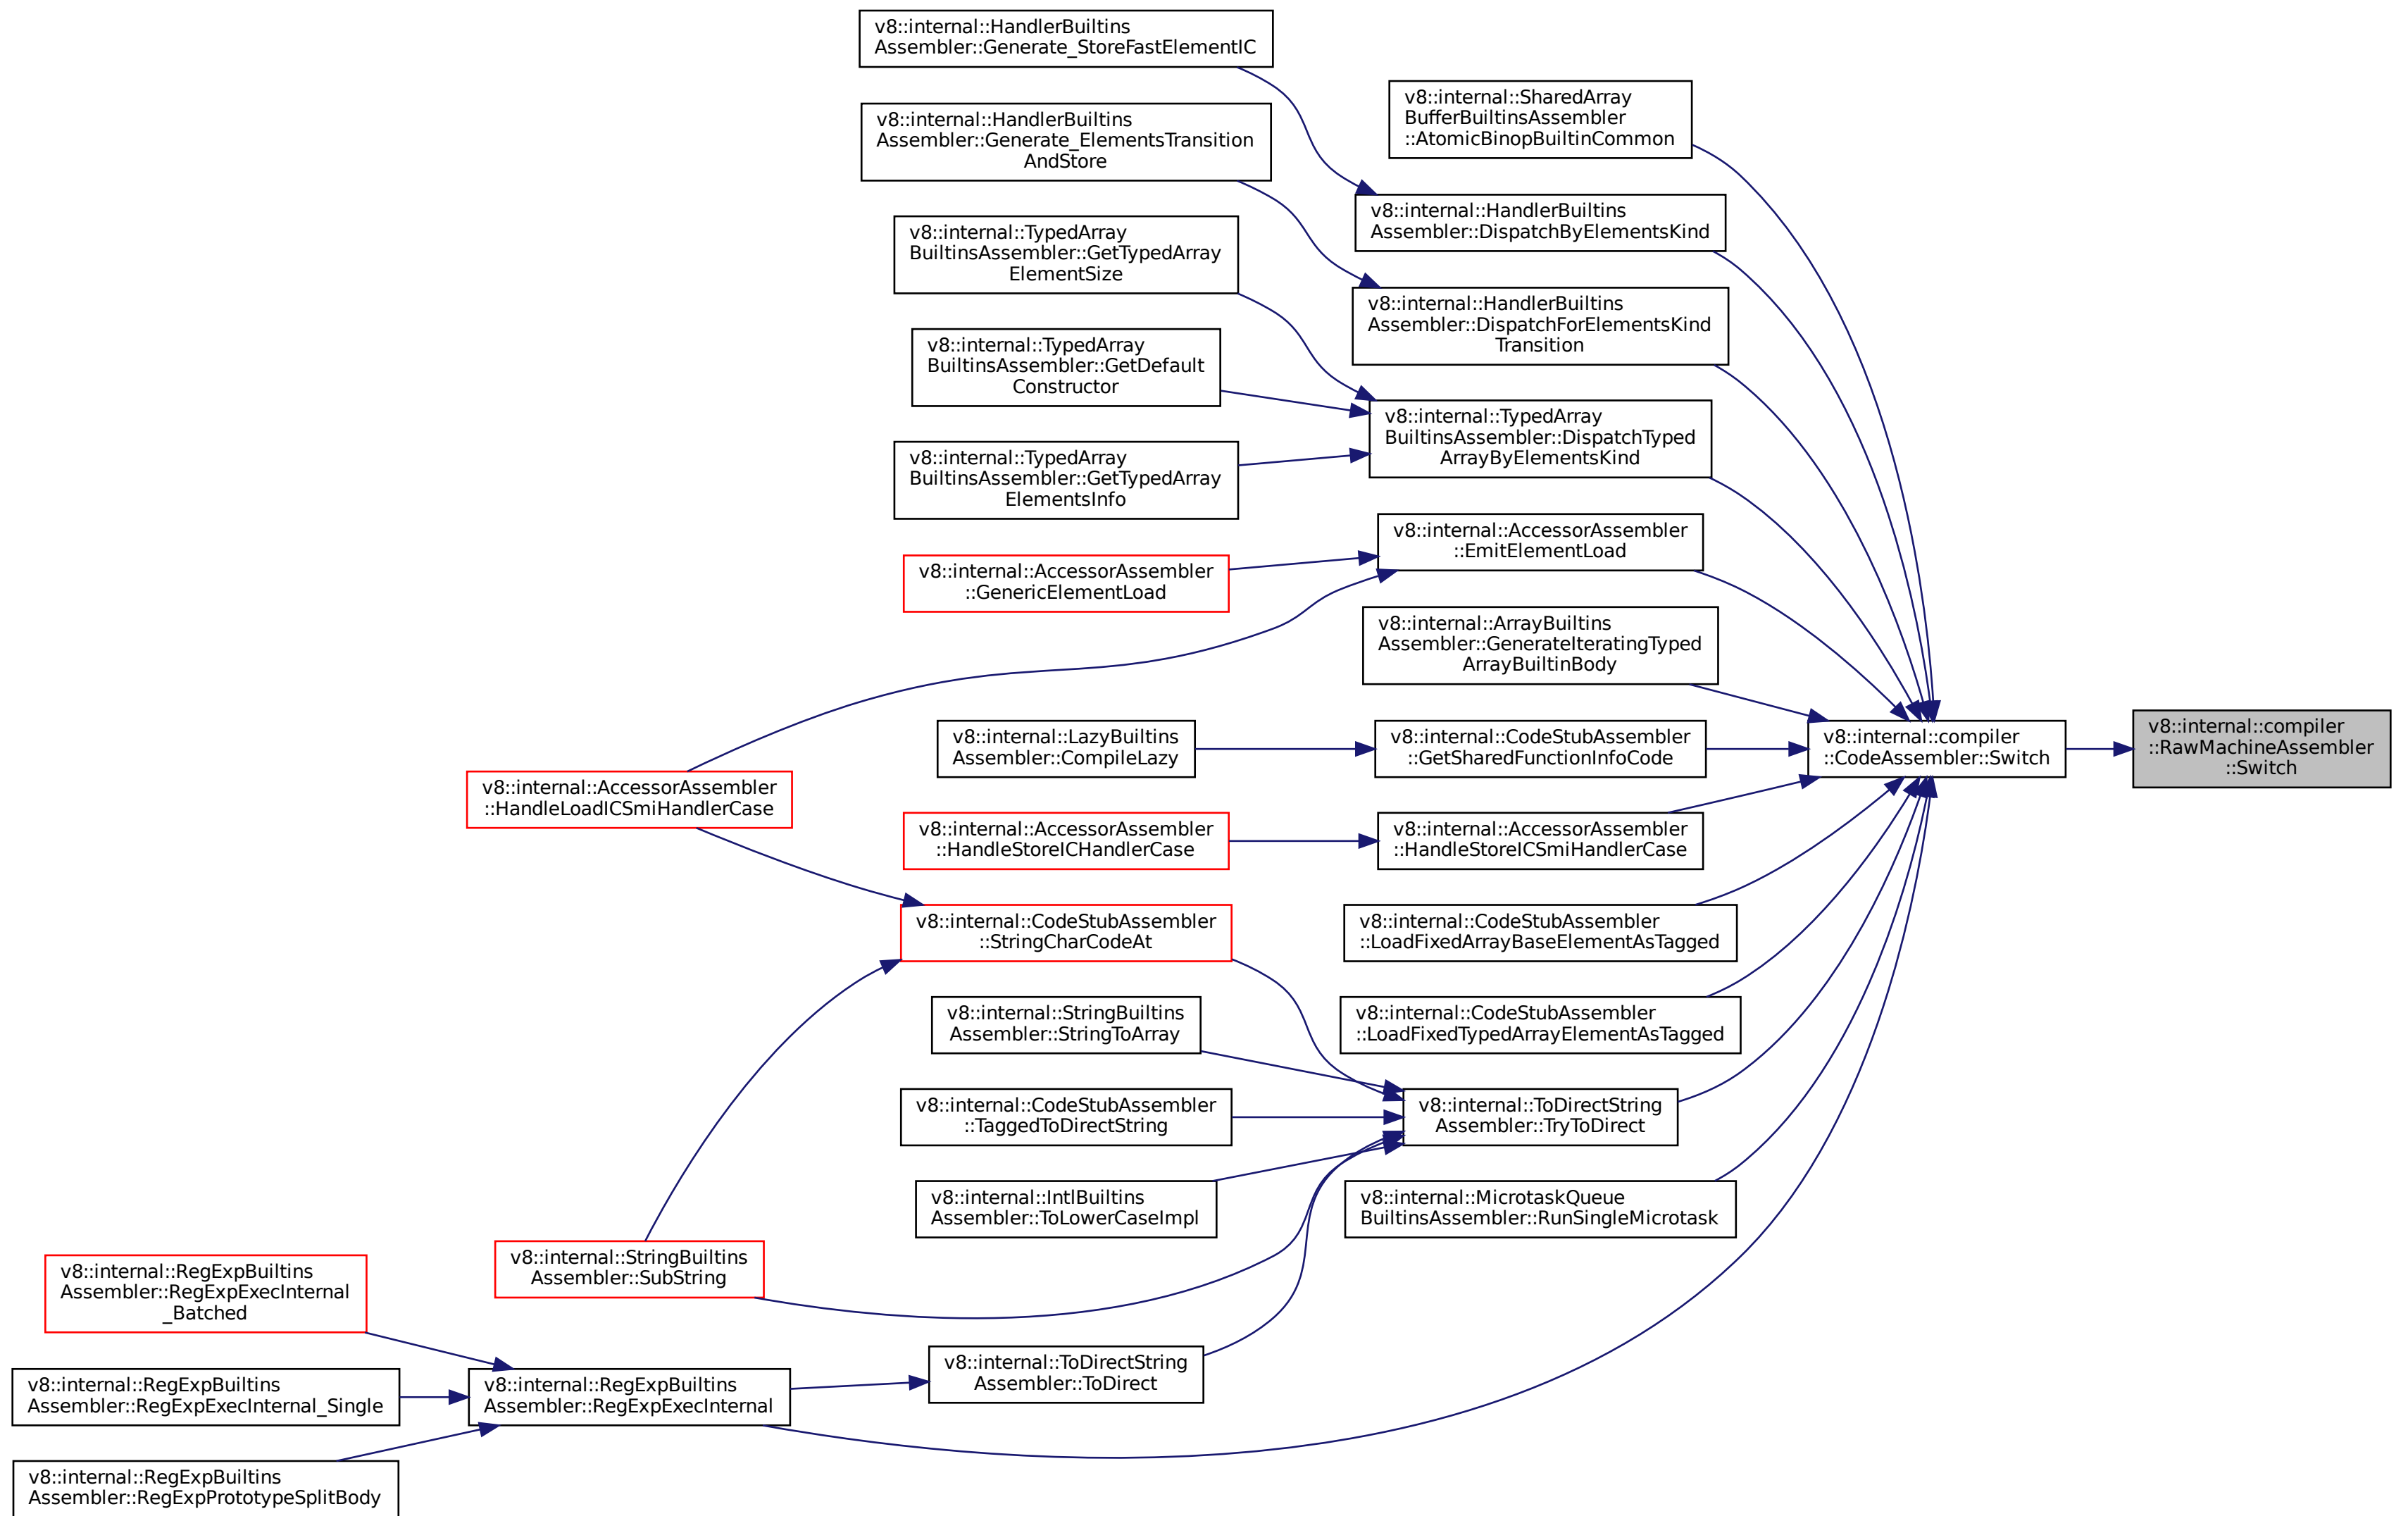 v8::internal::HandlerBuiltins
Assembler::Generate_StoreFastElementIC
v8::internal::SharedArray
BufferBuiltinsAssembler
::AtomicBinopBuiltinCommon
v8::internal::HandlerBuiltins
Assembler::Generate_ElementsTransition
AndStore
v8::internal::HandlerBuiltins
Assembler::DispatchByElementsKind
v8::internal::TypedArray
BuiltinsAssembler::GetTypedArray
ElementSize
v8::internal::HandlerBuiltins
Assembler::DispatchForElementsKind
Transition
v8::internal::TypedArray
BuiltinsAssembler::GetDefault
Constructor
v8::internal::TypedArray
BuiltinsAssembler::DispatchTyped
ArrayByElementsKind
v8::internal::TypedArray
BuiltinsAssembler::GetTypedArray
ElementsInfo
v8::internal::AccessorAssembler
::EmitElementLoad
v8::internal::AccessorAssembler
::GenericElementLoad
v8::internal::ArrayBuiltins
Assembler::GenerateIteratingTyped
ArrayBuiltinBody
v8::internal::LazyBuiltins
Assembler::CompileLazy
v8::internal::CodeStubAssembler
::GetSharedFunctionInfoCode
v8::internal::compiler
::CodeAssembler::Switch
v8::internal::compiler
::RawMachineAssembler
::Switch
v8::internal::AccessorAssembler
::HandleLoadICSmiHandlerCase
v8::internal::AccessorAssembler
::HandleStoreICHandlerCase
v8::internal::AccessorAssembler
::HandleStoreICSmiHandlerCase
v8::internal::CodeStubAssembler
::StringCharCodeAt
v8::internal::CodeStubAssembler
::LoadFixedArrayBaseElementAsTagged
v8::internal::StringBuiltins
Assembler::StringToArray
v8::internal::CodeStubAssembler
::LoadFixedTypedArrayElementAsTagged
v8::internal::CodeStubAssembler
::TaggedToDirectString
v8::internal::ToDirectString
Assembler::TryToDirect
v8::internal::IntlBuiltins
Assembler::ToLowerCaseImpl
v8::internal::MicrotaskQueue
BuiltinsAssembler::RunSingleMicrotask
v8::internal::StringBuiltins
Assembler::SubString
v8::internal::RegExpBuiltins
Assembler::RegExpExecInternal
_Batched
v8::internal::ToDirectString
Assembler::ToDirect
v8::internal::RegExpBuiltins
Assembler::RegExpExecInternal_Single
v8::internal::RegExpBuiltins
Assembler::RegExpExecInternal
v8::internal::RegExpBuiltins
Assembler::RegExpPrototypeSplitBody